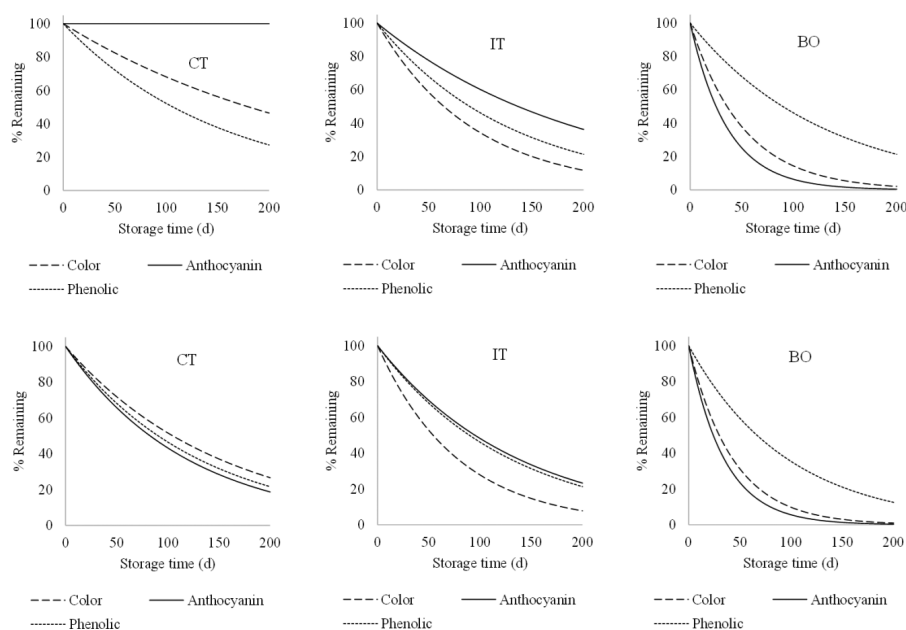 CT
IT
BO
% Remaining
100
80
60
40
20
0
0 50 100 150 200
Storage time (d)
Color Anthocyanin
Phenolic
% Remaining
100
80
60
40
20
0
0 50 100 150 200
Storage time (d)
Color Anthocyanin
Phenolic
% Remaining
100
80
60
40
20
0
0 50 100 150 200
Storage time (d)
Color Anthocyanin
Phenolic
CT
IT
BO
% Remaining
100
80
60
40
20
0
0 50 100 150 200
Storage time (d)
Color Anthocyanin
Phenolic
% Remaining
100
80
60
40
20
0
0 50 100 150 200
Storage time (d)
Color Anthocyanin
Phenolic
% Remaining
100
80
60
40
20
0
0 50 100 150 200
Storage time (d)
Color Anthocyanin
Phenolic